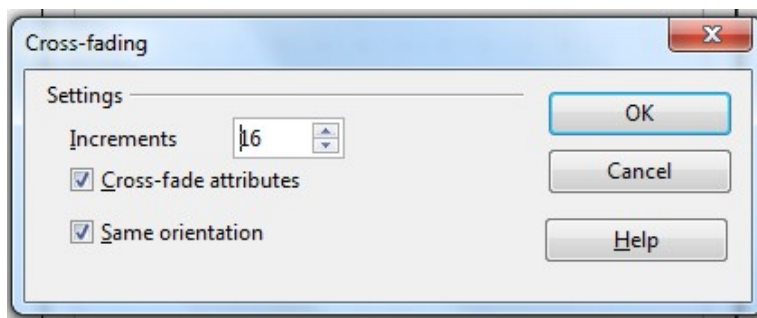 Cross-fading
Settings
Increments 16
Cross-fade attributes
Same orientation
OK
Cancel
Help